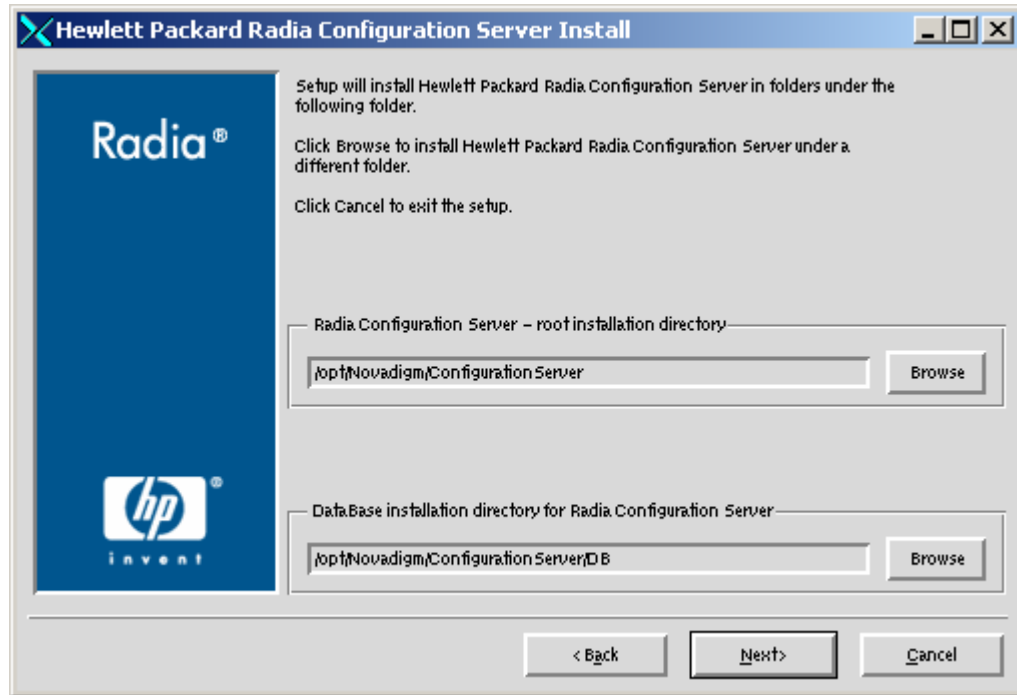 Hewlett Packard Radia Configuration Server Install
Radia®
Setup will install Hewlett Packard Radia Configuration Server in folders under the
following folder.
Click Browse to install Hewlett Packard Radia Configuration Server under a
different folder.
Click Cancel to exit the setup.
Radia Configuration Server – root installation directory
/opt/Novadigm/ConfigurationServer
Browse
DataBase installation directory for Radia Configuration Server
/opt/Novadigm/ConfigurationServer/DB
Browse
hp®
invent
< Back
Next>
Cancel